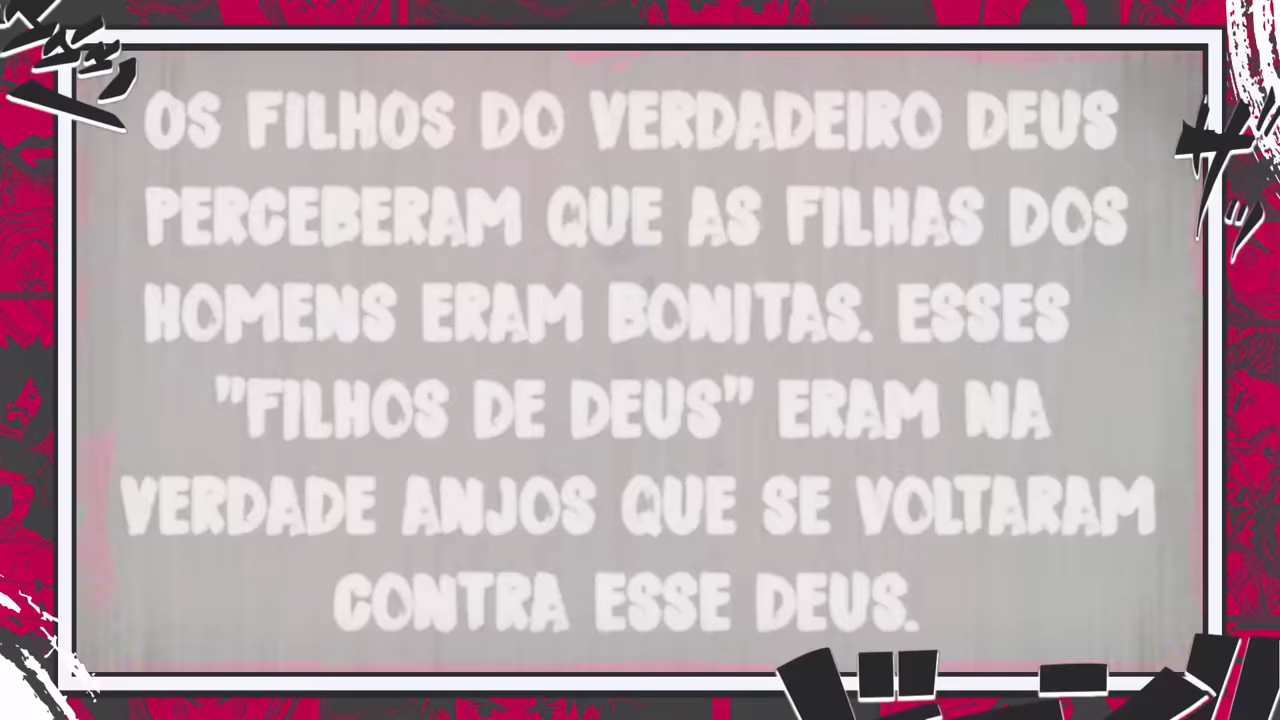 OS FILHOS DO VERDADEIRO DEUS
PERCEBERAM QUE AS FILHAS DOS
HOMENS ERAM BONITAS. ESSES
"FILHOS DE DEUS" ERAM NA
VERDADE ANJOS QUE SE VOLTARAM
CONTRA ESSE DEUS.